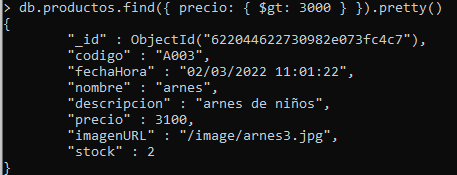 > db.productos.find({ precio: { $gt: 3000 } }).pretty()
{
        "_id" : ObjectId("622044622730982e073fc4c7"),
        "codigo" : "A003",
        "fechaHora" : "02/03/2022 11:01:22",
        "nombre" : "arnes",
        "descripcion" : "arnes de niños",
        "precio" : 3100,
        "imagenURL" : "/image/arnes3.jpg",
        "stock" : 2
}